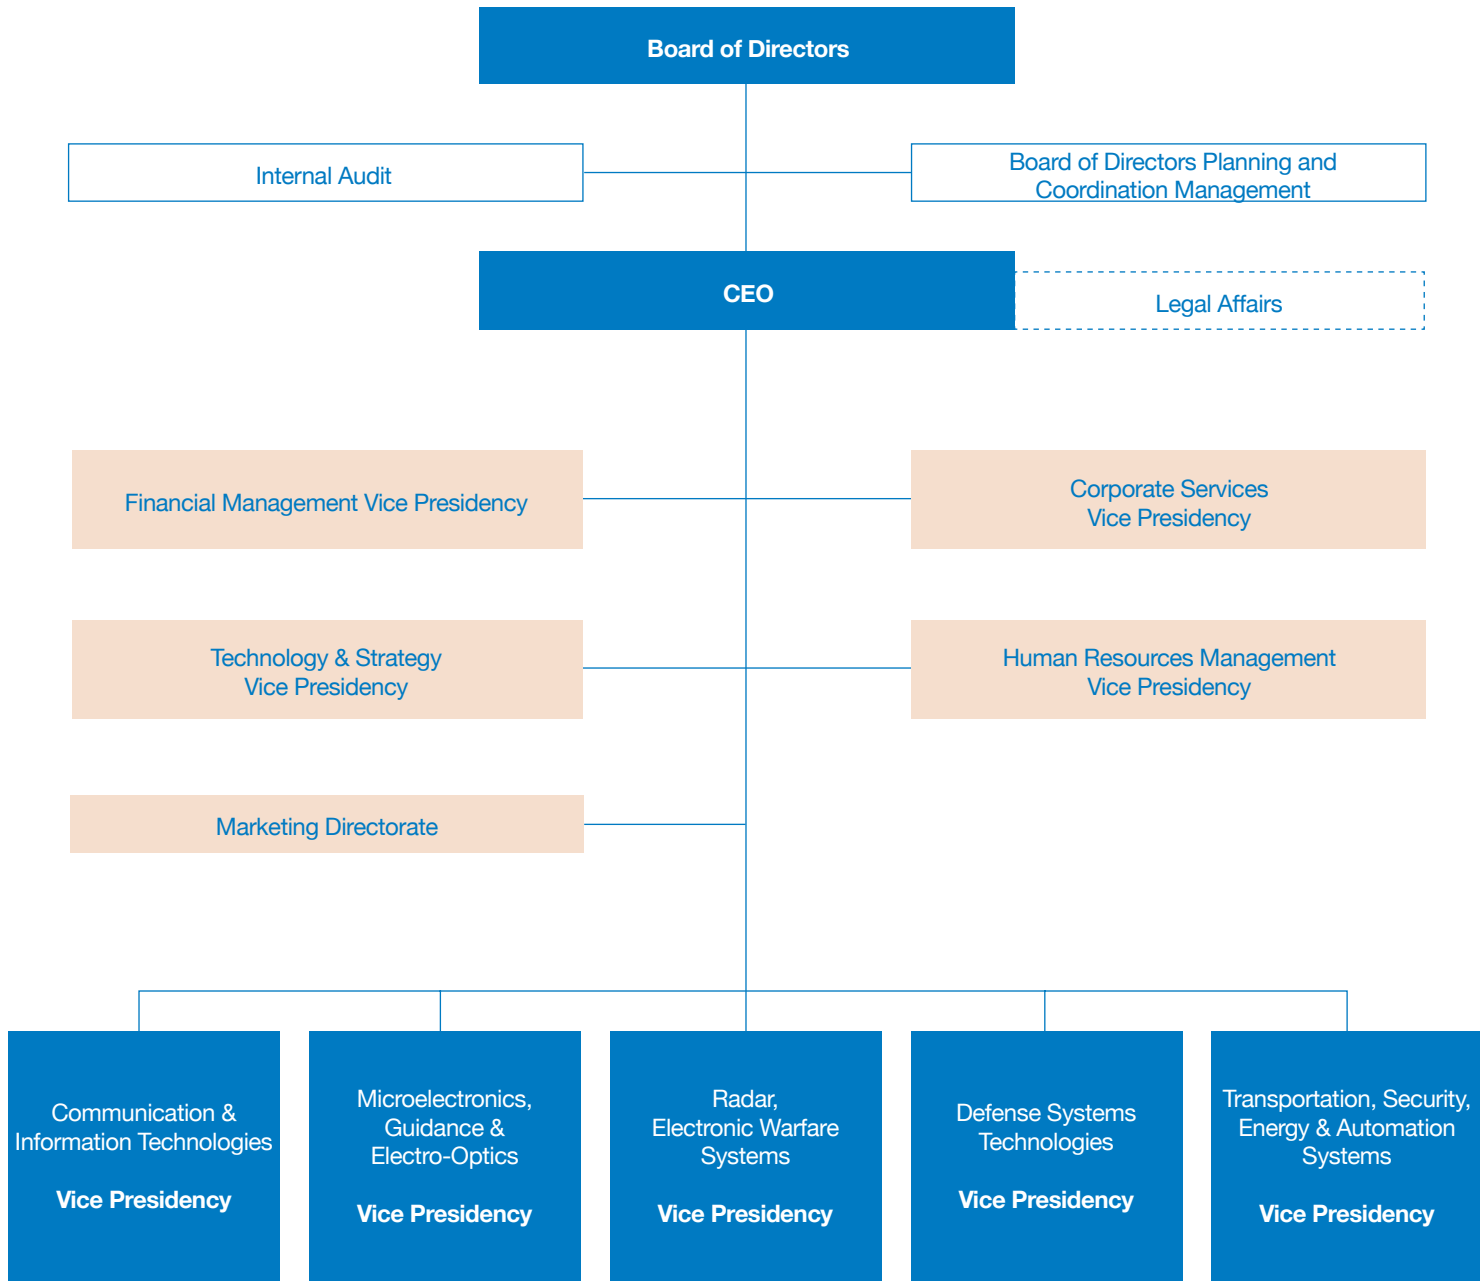 Board of Directors
Internal Audit
Board of Directors Planning and
Coordination Management
CEO
Legal Affairs
Financial Management Vice Presidency
Corporate Services
Vice Presidency
Technology & Strategy
Vice Presidency
Human Resources Management
Vice Presidency
Marketing Directorate
Communication &
Information Technologies
Vice Presidency
Microelectronics,
Guidance &
Electro-Optics
Vice Presidency
Radar,
Electronic Warfare
Systems
Vice Presidency
Defense Systems
Technologies
Vice Presidency
Transportation, Security,
Energy & Automation
Systems
Vice Presidency